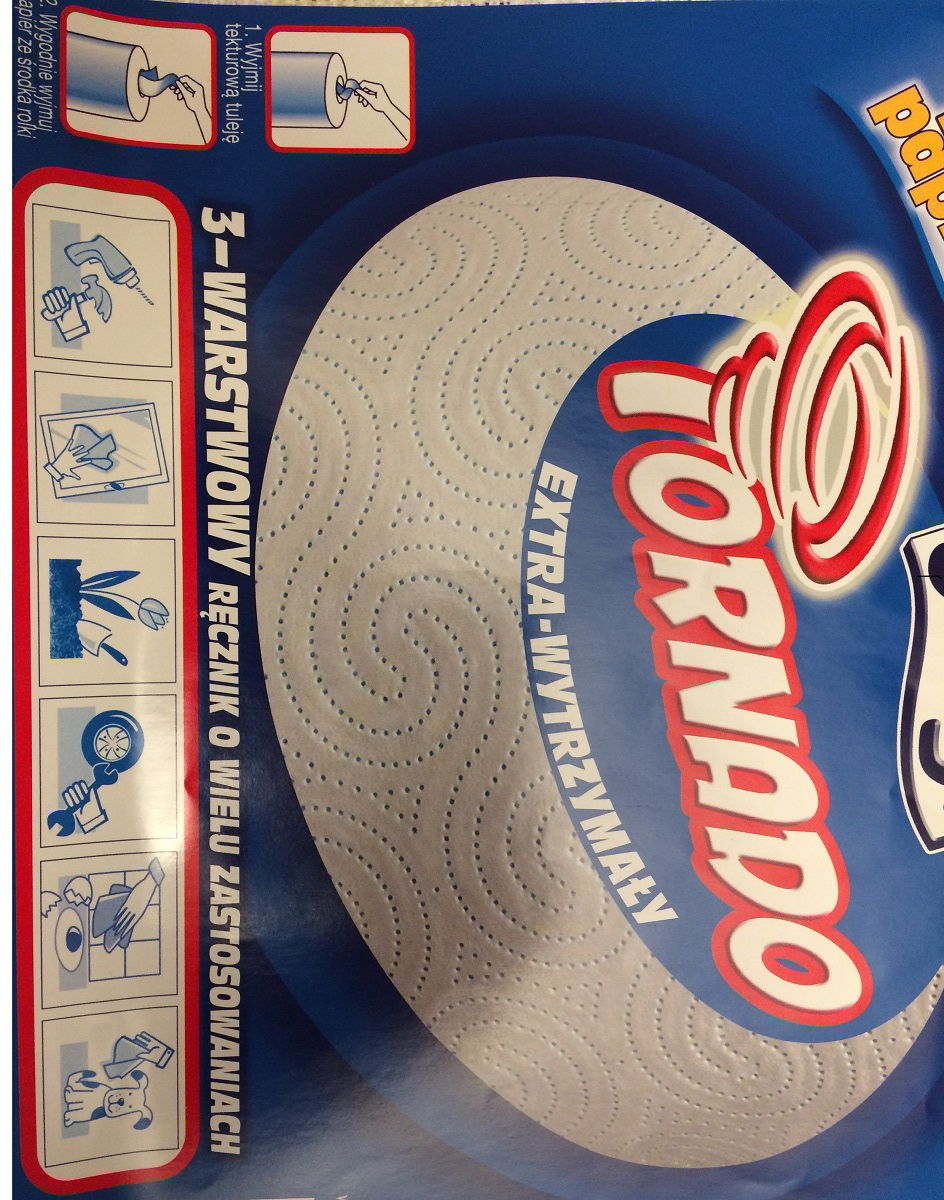 TORNADO
EXTRA-WYTRZYMAŁY
3-WARSTWOWY RĘCZNIK O WIELU ZASTOSOWANIACH
1. Wyjmij
tekturową tuleję
2. Wygodnie wyjmuj
papier ze środka rolki